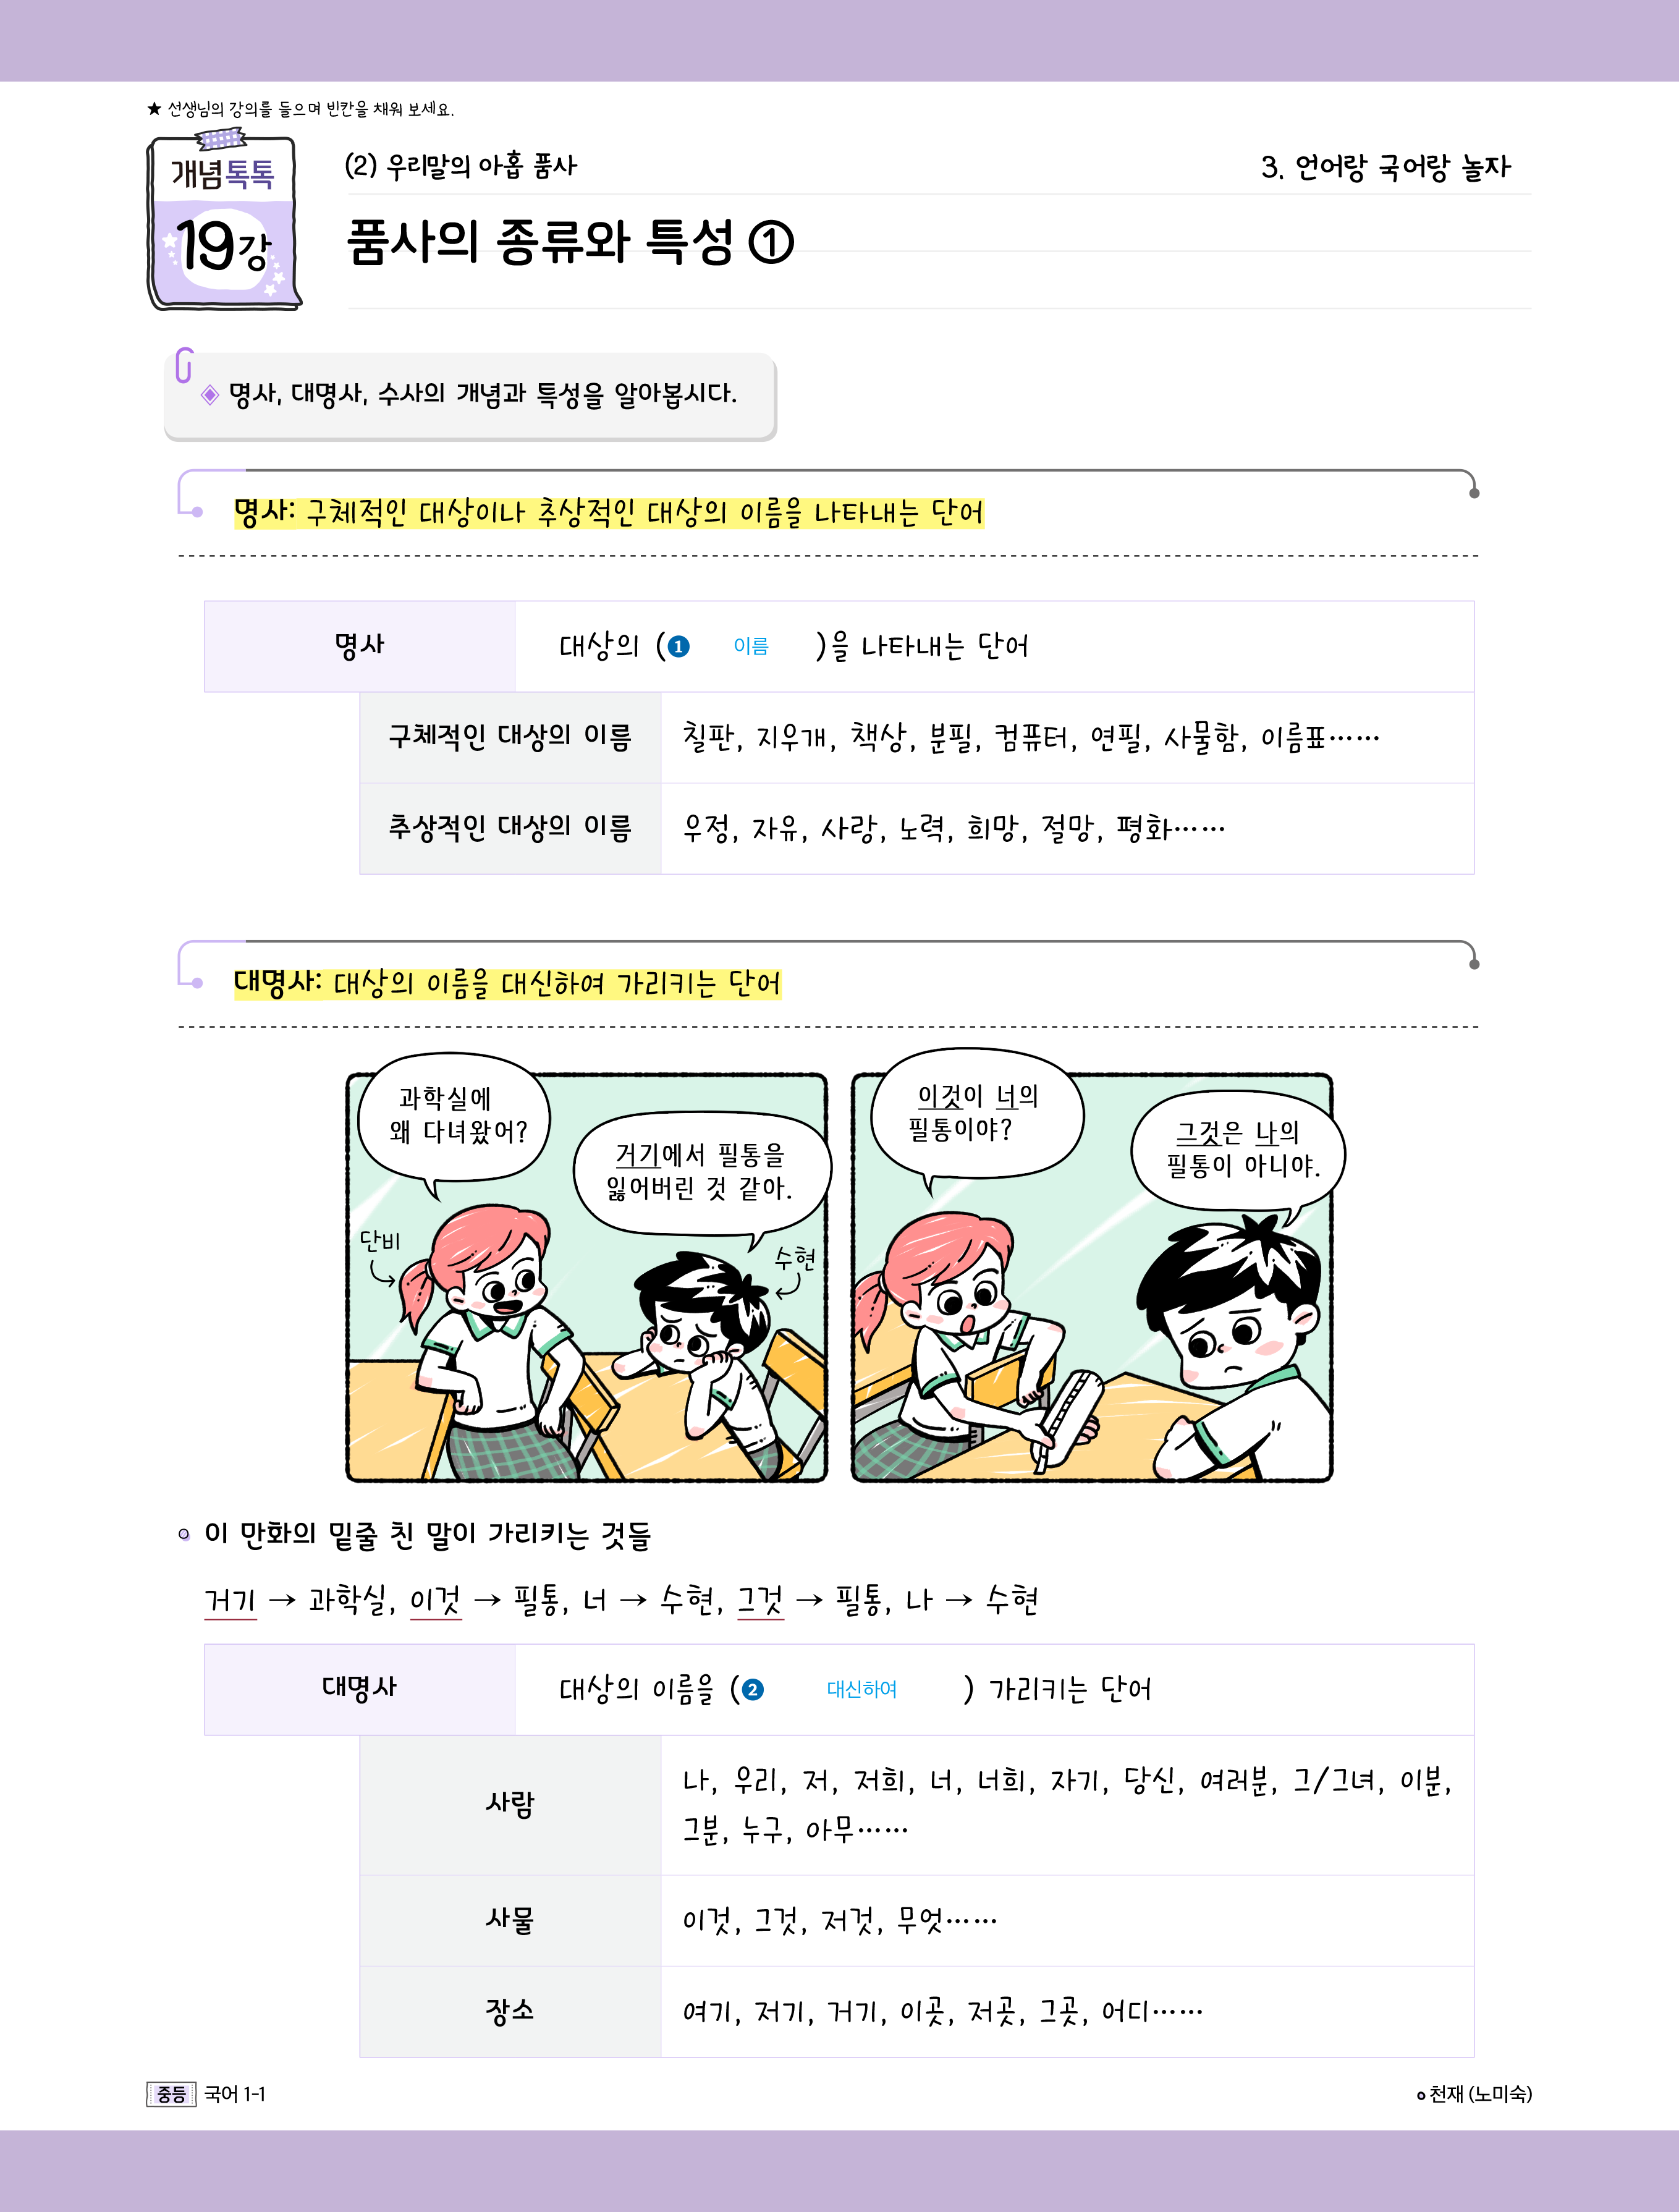 ★ 선생님의 강의를 들으며 빈칸을 채워 보세요.
개념톡톡
19강
(2) 우리말의 아홉 품사
3. 언어랑 국어랑 놀자
품사의 종류와 특성 ①
◈ 명사, 대명사, 수사의 개념과 특성을 알아봅시다.
명사: 구체적인 대상이나 추상적인 대상의 이름을 나타내는 단어
명사
대상의 (❶ 이름 )을 나타내는 단어
구체적인 대상의 이름
칠판, 지우개, 책상, 분필, 컴퓨터, 연필, 사물함, 이름표……
추상적인 대상의 이름
우정, 자유, 사랑, 노력, 희망, 절망, 평화……
대명사: 대상의 이름을 대신하여 가리키는 단어
과학실에
왜 다녀왔어?
거기에서 필통을
잃어버린 것 같아.
단비
수현
이것이 너의
필통이야?
그것은 나의
필통이 아니야.
이 만화의 밑줄 친 말이 가리키는 것들
거기 → 과학실, 이것 → 필통, 너 → 수현, 그것 → 필통, 나 → 수현
대명사
대상의 이름을 (❷ 대신하여 ) 가리키는 단어
사람
나, 우리, 저, 저희, 너, 너희, 자기, 당신, 여러분, 그/그녀, 이분,
그분, 누구, 아무……
사물
이것, 그것, 저것, 무엇……
장소
여기, 저기, 거기, 이곳, 저곳, 그곳, 어디……
중등 국어 1-1
천재 (노미숙)